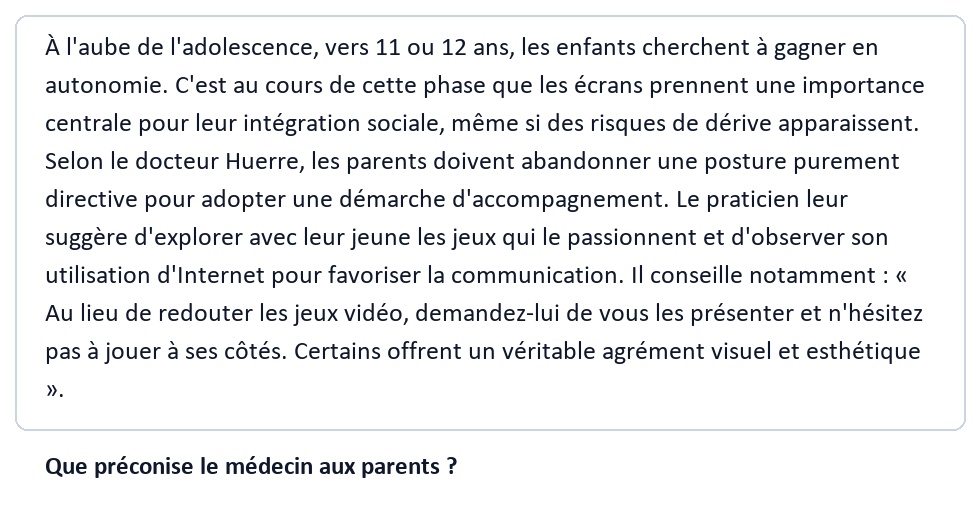 À l'aube de l'adolescence, vers 11 ou 12 ans, les enfants cherchent à gagner en
autonomie. C'est au cours de cette phase que les écrans prennent une importance
centrale pour leur intégration sociale, même si des risques de dérive apparaissent.
Selon le docteur Huerre, les parents doivent abandonner une posture purement
directive pour adopter une démarche d'accompagnement. Le praticien leur
suggère d'explorer avec leur jeune les jeux qui le passionnent et d'observer son
utilisation d'Internet pour favoriser la communication. Il conseille notamment : «
Au lieu de redouter les jeux vidéo, demandez-lui de vous les présenter et n'hésitez
pas à jouer à ses côtés. Certains offrent un véritable agrément visuel et esthétique
».
Que préconise le médecin aux parents ?